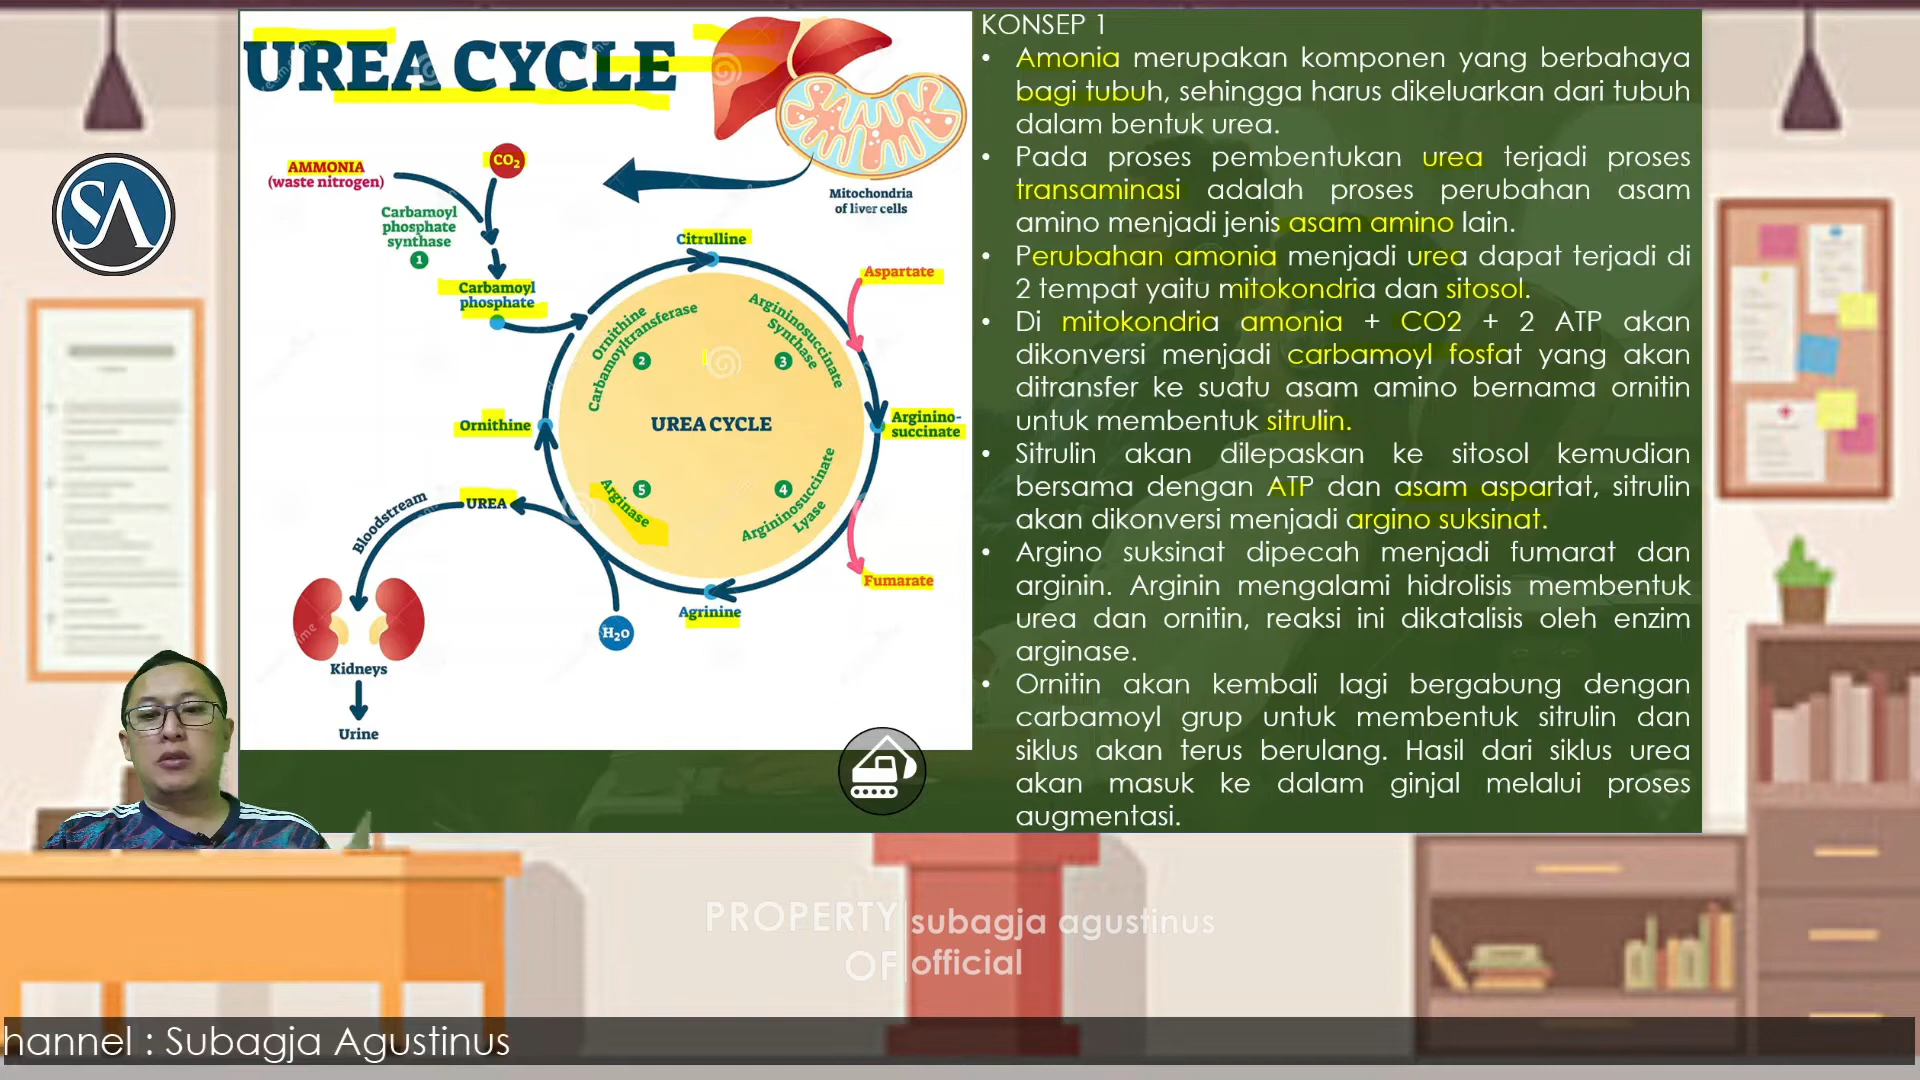 UREA CYCLE
AMMONIA
(waste nitrogen)
CO2
Mitochondria
of liver cells
Carbamoyl
phosphate
synthase
1
Carbamoyl
phosphate
Citrulline
Aspartate
Ornithine
Carbamoyltransferase
2
Argininosuccinate
Synthase
3
Ornithine
UREA CYCLE
Arginino-
succinate
5
Arginase
4
Argininosuccinate
Lyase
Bloodstream
UREA
Fumarate
Agrinine
H2O
Kidneys
Urine
KONSEP 1
• Amonia merupakan komponen yang berbahaya
bagi tubuh, sehingga harus dikeluarkan dari tubuh
dalam bentuk urea.
• Pada proses pembentukan urea terjadi proses
transaminasi adalah proses perubahan asam
amino menjadi jenis asam amino lain.
• Perubahan amonia menjadi urea dapat terjadi di
2 tempat yaitu mitokondria dan sitosol.
• Di mitokondria amonia + CO2 + 2 ATP akan
dikonversi menjadi carbamoyl fosfat yang akan
ditransfer ke suatu asam amino bernama ornitin
untuk membentuk sitrulin.
• Sitrulin akan dilepaskan ke sitosol kemudian
bersama dengan ATP dan asam aspartat, sitrulin
akan dikonversi menjadi argino suksinat.
• Argino suksinat dipecah menjadi fumarat dan
arginin. Arginin mengalami hidrolisis membentuk
urea dan ornitin, reaksi ini dikatalisis oleh enzim
arginase.
• Ornitin akan kembali lagi bergabung dengan
carbamoyl grup untuk membentuk sitrulin dan
siklus akan terus berulang. Hasil dari siklus urea
akan masuk ke dalam ginjal melalui proses
augmentasi.
SA
PROPERTY
OF
subagja agustinus
official
hannel : Subagja Agustinus